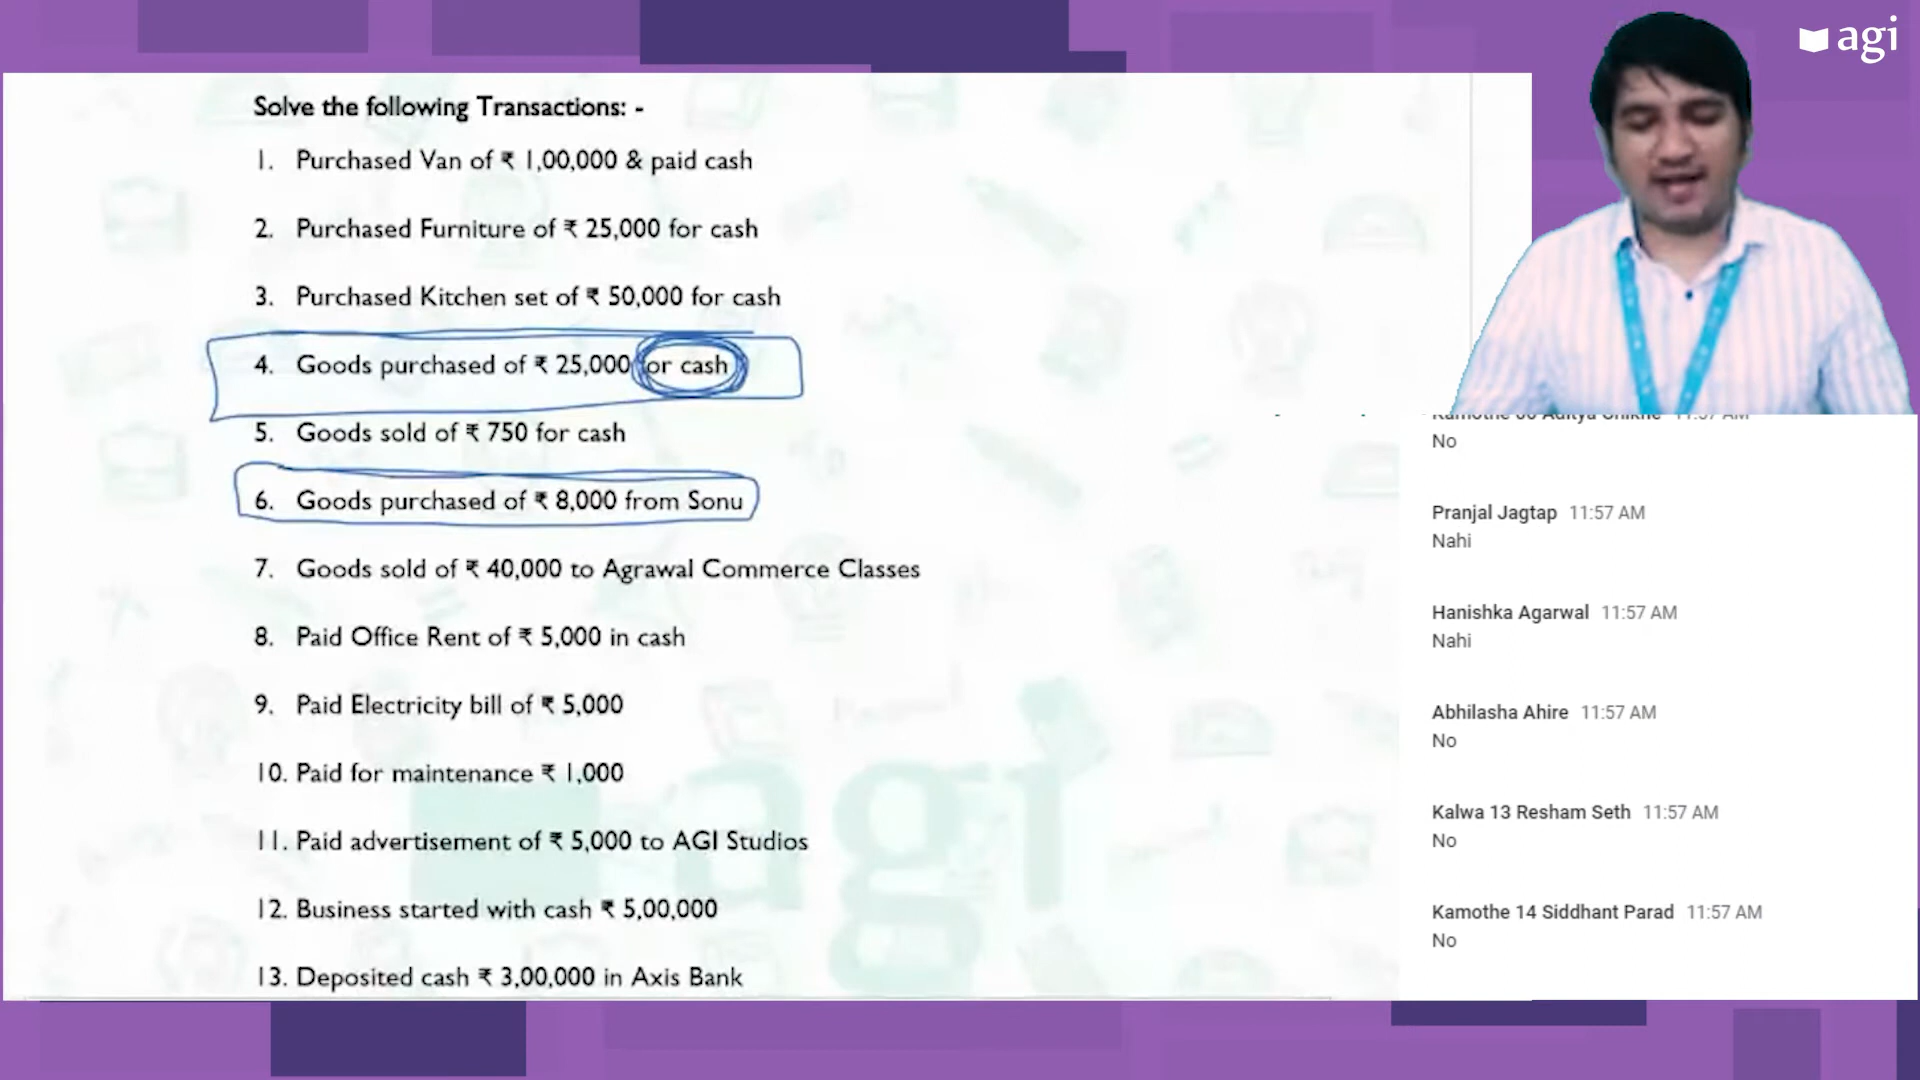 agi
Solve the following Transactions: -
1. Purchased Van of ₹ 1,00,000 & paid cash
2. Purchased Furniture of ₹ 25,000 for cash
3. Purchased Kitchen set of ₹ 50,000 for cash
4. Goods purchased of ₹ 25,000 for cash
5. Goods sold of ₹ 750 for cash
6. Goods purchased of ₹ 8,000 from Sonu
7. Goods sold of ₹ 40,000 to Agrawal Commerce Classes
8. Paid Office Rent of ₹ 5,000 in cash
9. Paid Electricity bill of ₹ 5,000
10. Paid for maintenance ₹ 1,000
11. Paid advertisement of ₹ 5,000 to AGI Studios
12. Business started with cash ₹ 5,00,000
13. Deposited cash ₹ 3,00,000 in Axis Bank
agi
11:57 AM
No
Pranjal Jagtap 11:57 AM
Nahi
Hanishka Agarwal 11:57 AM
Nahi
Abhilasha Ahire 11:57 AM
No
Kalwa 13 Resham Seth 11:57 AM
No
Kamothe 14 Siddhant Parad 11:57 AM
No